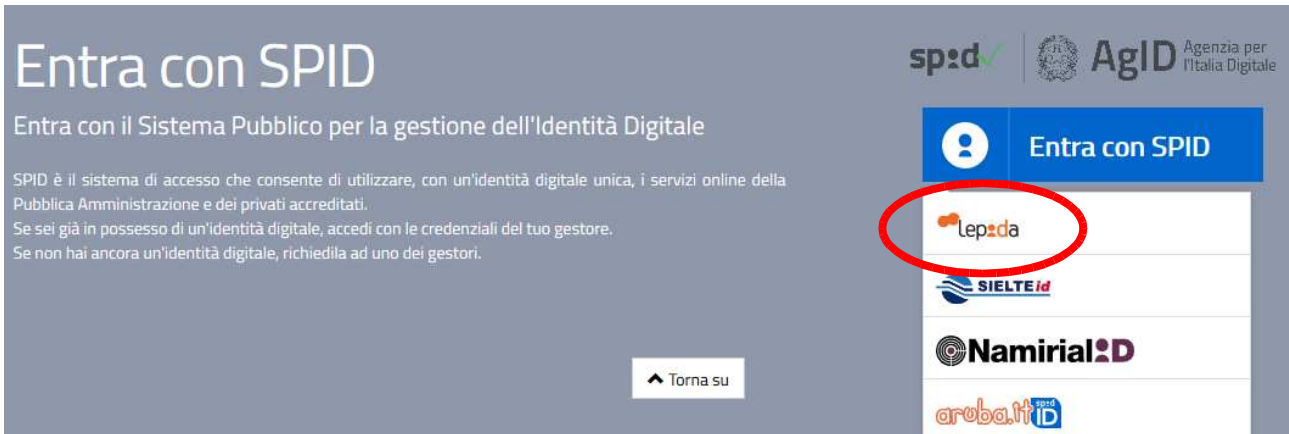 Entra con SPID
Entra con il Sistema Pubblico per la gestione dell'Identità Digitale
SPID è il sistema di accesso che consente di utilizzare, con un'identità digitale unica, i servizi online della
Pubblica Amministrazione e dei privati accreditati.
Se sei già in possesso di un'identità digitale, accedi con le credenziali del tuo gestore.
Se non hai ancora un'identità digitale, richiedila ad uno dei gestori.
Torna su
spid
AgID Agenzia per
l'Italia Digitale
Entra con SPID
Lepida
SIELTE id
Namirial ID
aruba.it spid ID